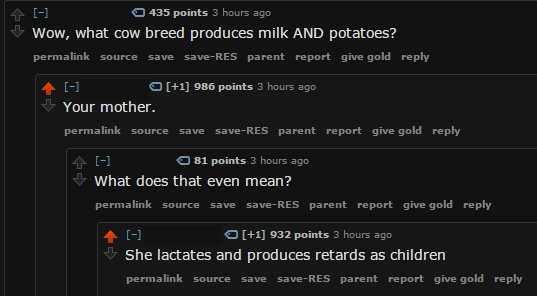 [–] 435 points 3 hours ago
Wow, what cow breed produces milk AND potatoes?
permalink source save save-RES parent report give gold reply
[–] [+1] 986 points 3 hours ago
Your mother.
permalink source save save-RES parent report give gold reply
[–] 81 points 3 hours ago
What does that even mean?
permalink source save save-RES parent report give gold reply
[–] [+1] 932 points 3 hours ago
She lactates and produces retards as children
permalink source save save-RES parent report give gold reply